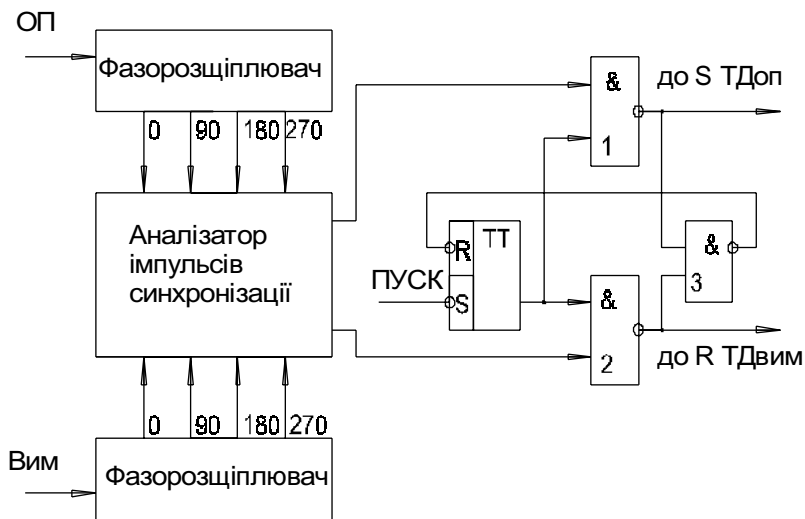 ОП
Фазорозщіплювач
0 90 180 270
&
1
до S ТДоп
Аналізатор
імпульсів
синхронізації
R ТТ
S
ПУСК
&
3
&
2
до R ТДвим
0 90 180 270
Вим
Фазорозщіплювач